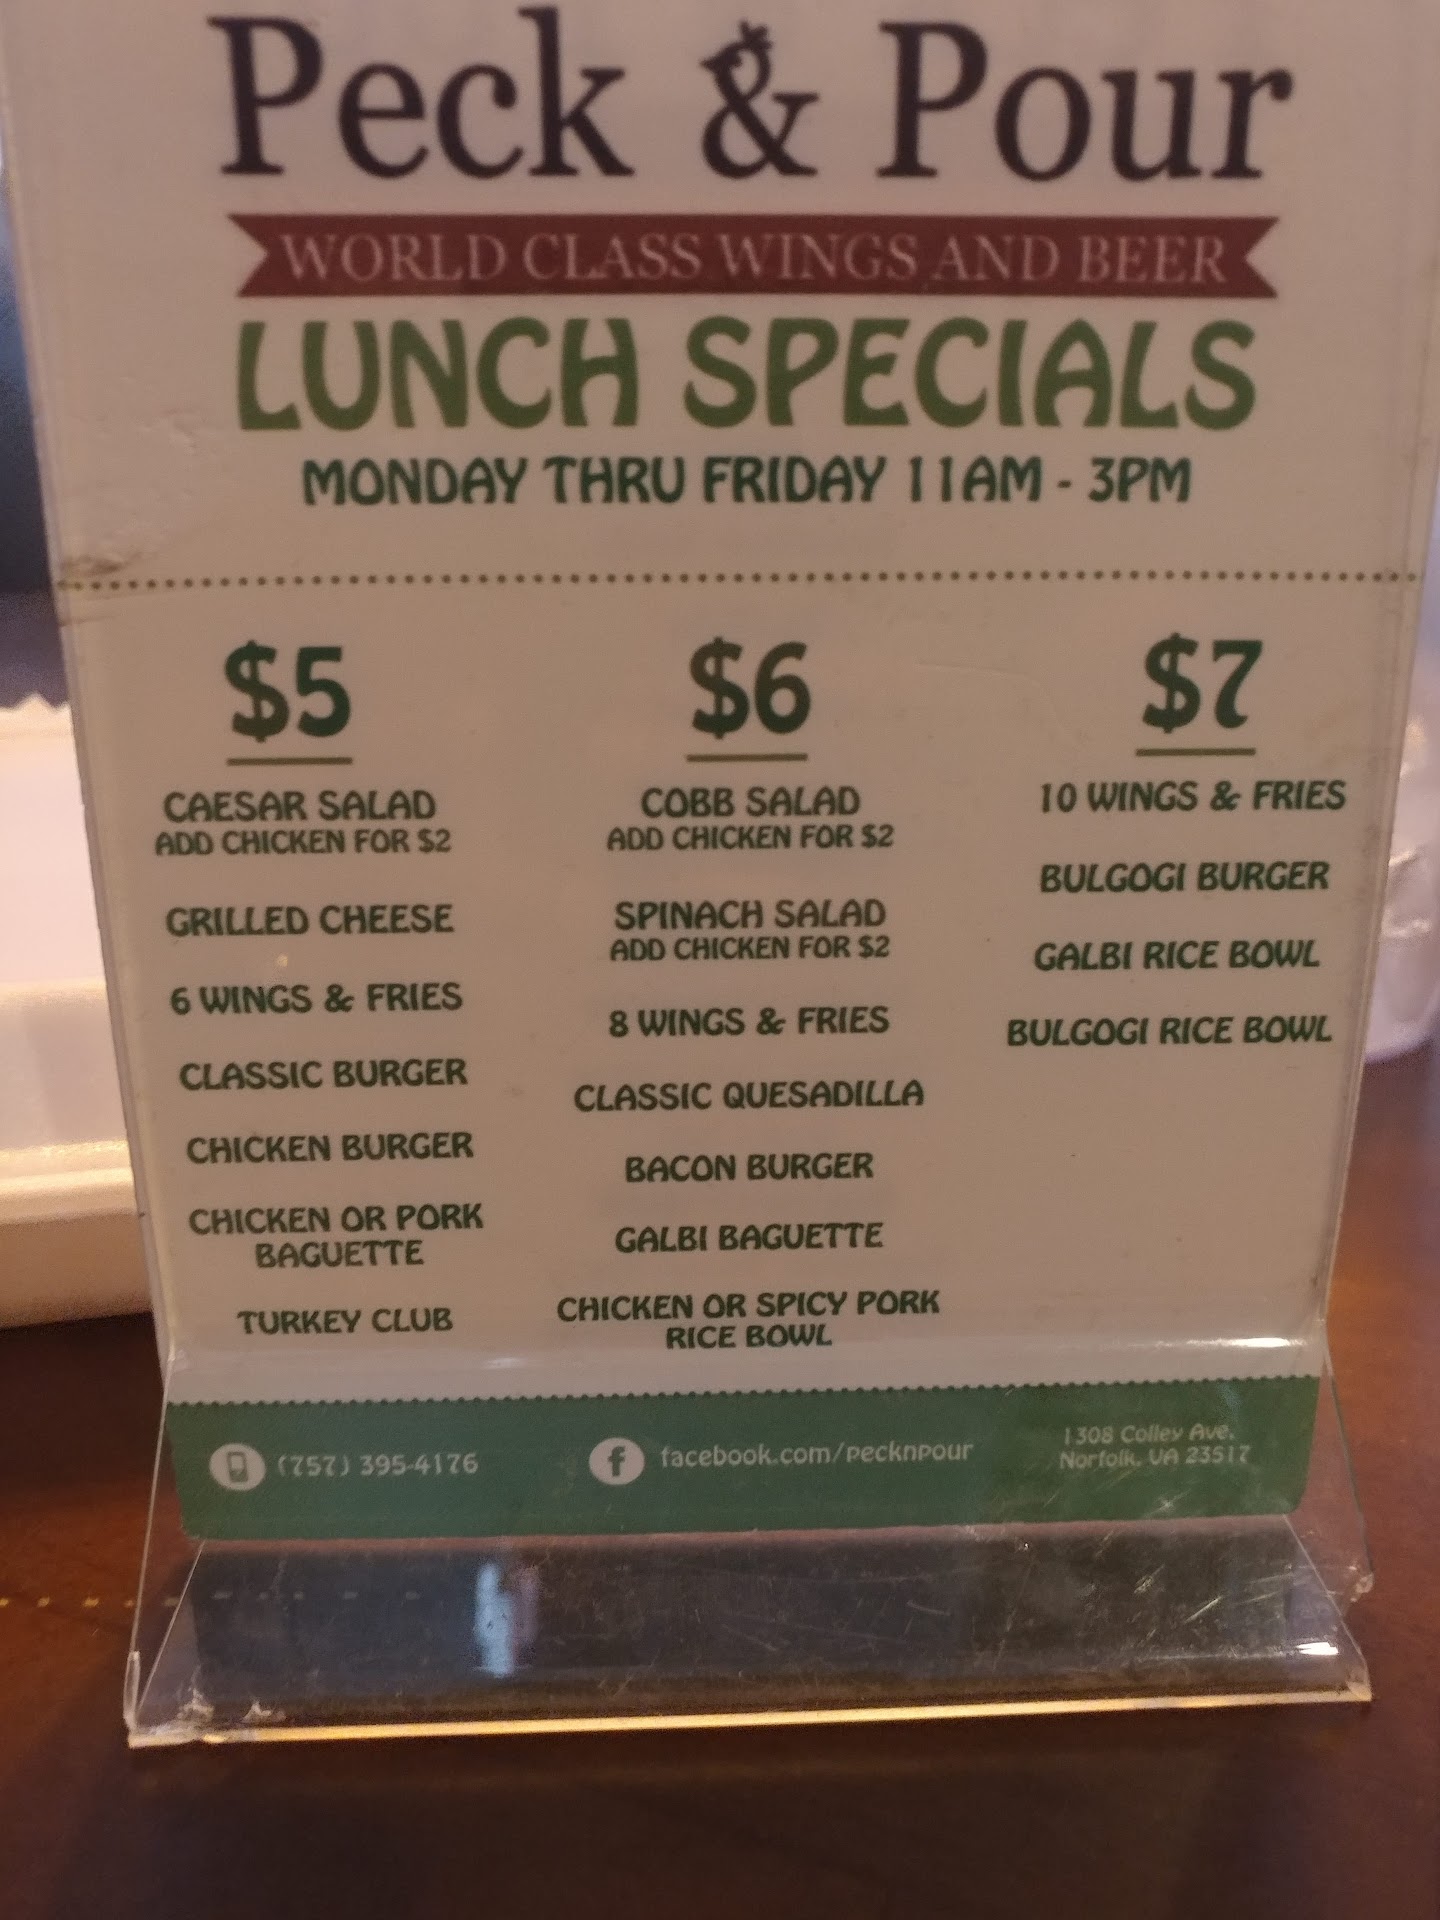 Peck & Pour
WORLD CLASS WINGS AND BEER
LUNCH SPECIALS
MONDAY THRU FRIDAY 11AM - 3PM
$5
CAESAR SALAD
ADD CHICKEN FOR $2
GRILLED CHEESE
6 WINGS & FRIES
CLASSIC BURGER
CHICKEN BURGER
CHICKEN OR PORK
BAGUETTE
TURKEY CLUB
$6
COBB SALAD
ADD CHICKEN FOR $2
SPINACH SALAD
ADD CHICKEN FOR $2
8 WINGS & FRIES
CLASSIC QUESADILLA
BACON BURGER
GALBI BAGUETTE
CHICKEN OR SPICY PORK
RICE BOWL
$7
10 WINGS & FRIES
BULGOGI BURGER
GALBI RICE BOWL
BULGOGI RICE BOWL
(757) 395-4176
facebook.com/pecknpour
1308 Colley Ave.
Norfolk, VA 23517